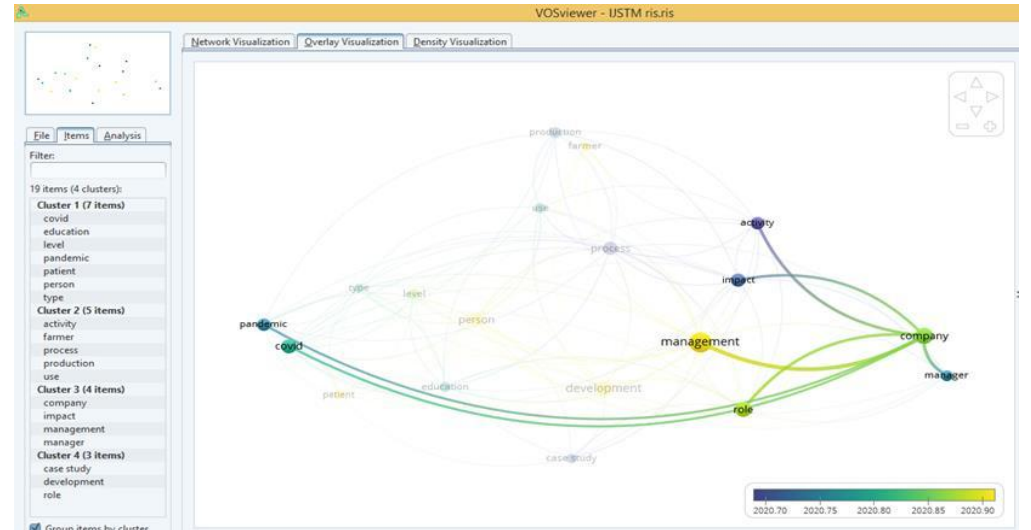 VOSviewer - IJSTM ris.ris
Network Visualization Overlay Visualization Density Visualization
File Items Analysis
Filter:
19 items (4 clusters):
Cluster 1 (7 items)
covid
education
level
pandemic
patient
person
type
Cluster 2 (5 items)
activity
farmer
process
production
use
Cluster 3 (4 items)
company
impact
management
manager
Cluster 4 (3 items)
case study
development
role
Group items by cluster
production
farmer
use
activity
process
impact
type
level
person
pandemic
covid
management
company
manager
education
patient
development
role
case study
2020.70 2020.75 2020.80 2020.85 2020.90